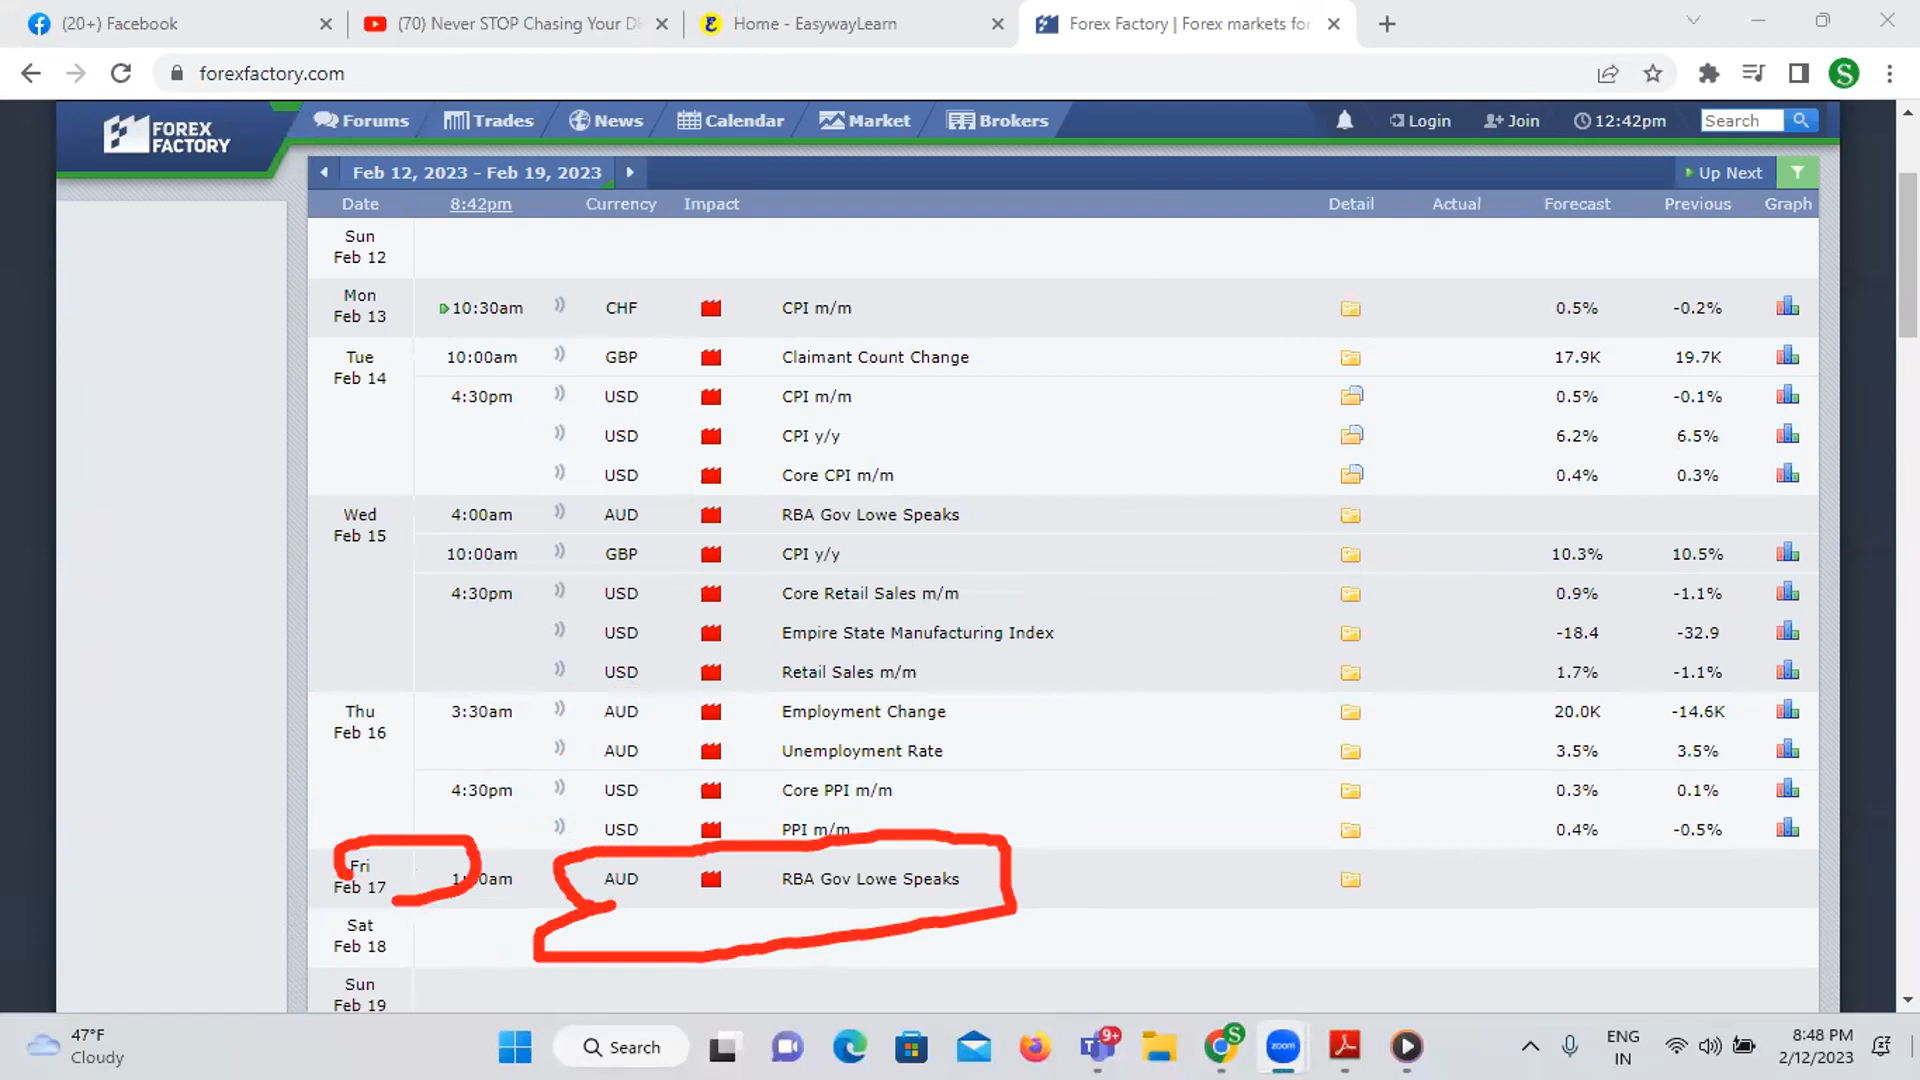 (20+) Facebook
(70) Never STOP Chasing Your D
Home - EasywayLearn
Forex Factory | Forex markets for
forexfactory.com
S
FOREX FACTORY
Forums Trades News Calendar Market Brokers
Login Join 12:42pm Search
Feb 12, 2023 - Feb 19, 2023 Up Next
Date 8:42pm Currency Impact Detail Actual Forecast Previous Graph
Sun Feb 12
Mon Feb 13 10:30am CHF CPI m/m 0.5% -0.2%
Tue Feb 14 10:00am GBP Claimant Count Change 17.9K 19.7K
4:30pm USD CPI m/m 0.5% -0.1%
USD CPI y/y 6.2% 6.5%
USD Core CPI m/m 0.4% 0.3%
Wed Feb 15 4:00am AUD RBA Gov Lowe Speaks
10:00am GBP CPI y/y 10.3% 10.5%
4:30pm USD Core Retail Sales m/m 0.9% -1.1%
USD Empire State Manufacturing Index -18.4 -32.9
USD Retail Sales m/m 1.7% -1.1%
Thu Feb 16 3:30am AUD Employment Change 20.0K -14.6K
AUD Unemployment Rate 3.5% 3.5%
4:30pm USD Core PPI m/m 0.3% 0.1%
USD PPI m/m 0.4% -0.5%
Fri Feb 17 AUD RBA Gov Lowe Speaks
Sat Feb 18
Sun Feb 19
47°F
Cloudy
Search
9+
S
zoom
ENG
IN
8:48 PM
2/12/2023